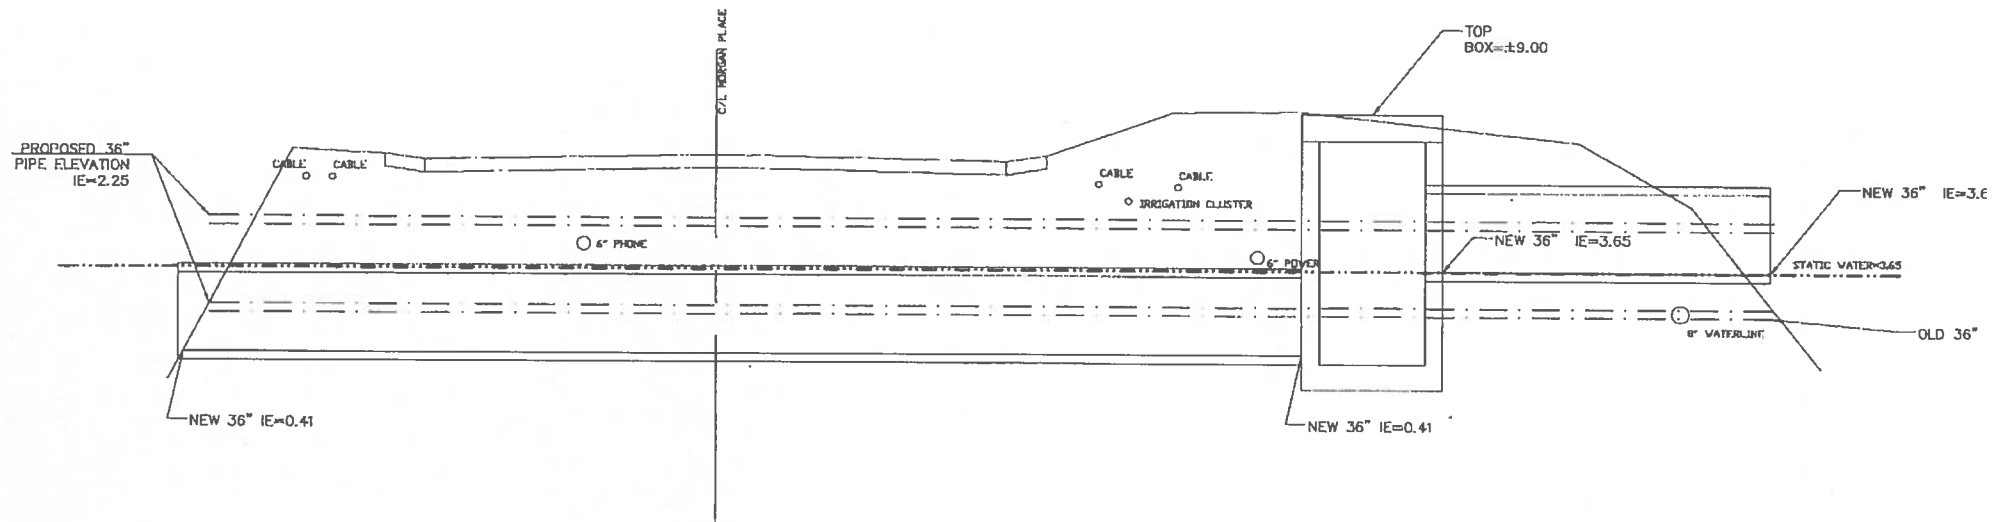 C/L MORGAN PLACE
TOP
BOX=±9.00
PROPOSED 36"
PIPE ELEVATION
IE=2.25
CABLE
CABLE
CABLE
CABLE
IRRIGATION CLUSTER
6" PHONE
6" POWER
NEW 36" IE=3.6
NEW 36" IE=3.65
STATIC WATER=3.65
8" WATERLINE
OLD 36"
NEW 36" IE=0.41
NEW 36" IE=0.41